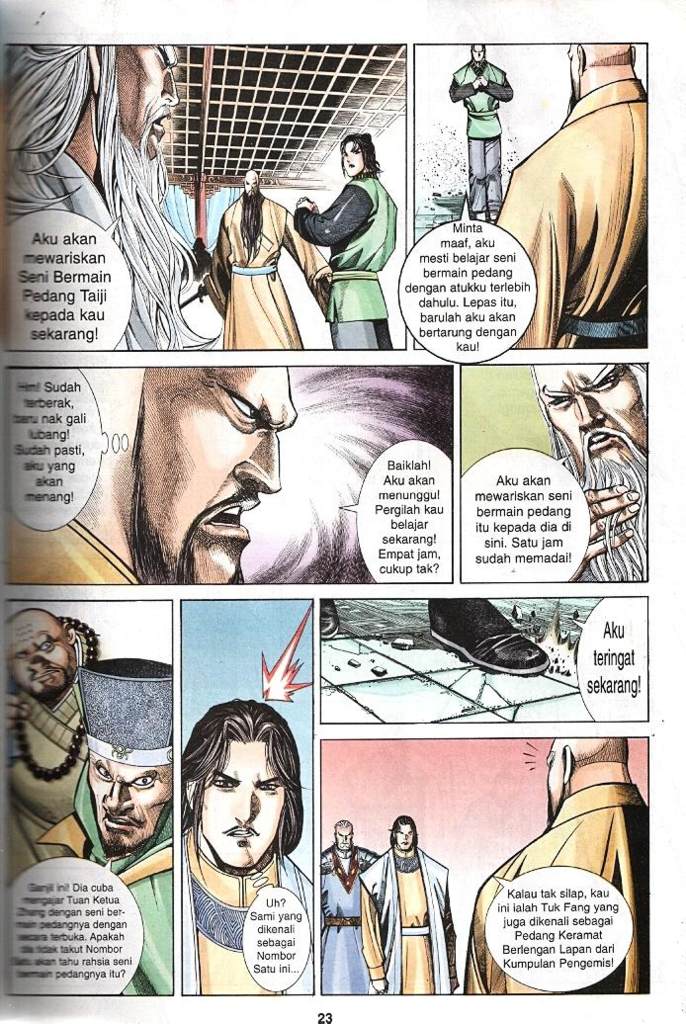 Aku akan
mewariskan
Seni Bermain
Pedang Taiji
kepada kau
sekarang!
Minta
maaf, aku
mesti belajar seni
bermain pedang
dengan atukku terlebih
dahulu. Lepas itu,
barulah aku akan
bertarung dengan
kau!
Hm! Sudah
terberak,
baru nak gali
lubang!
Sudah pasti,
aku yang
akan
menang!
Baiklah!
Aku akan
menunggu!
Pergilah kau
belajar
sekarang!
Empat jam,
cukup tak?
Aku akan
mewariskan seni
bermain pedang
itu kepada dia di
sini. Satu jam
sudah memadai!
Ganjil ini! Dia cuba
mengajar Tuan Ketua
Zhang dengan seni ber-
main pedangnya dengan
secara terbuka. Apakah
dia tidak takut Nombor
Satu akan tahu rahsia seni
bermain pedangnya itu?
Uh?
Sami yang
dikenali
sebagai
Nombor
Satu ini...
Aku
teringat
sekarang!
Kalau tak silap, kau
ini ialah Tuk Fang yang
juga dikenali sebagai
Pedang Keramat
Berlengan Lapan dari
Kumpulan Pengemis!
23